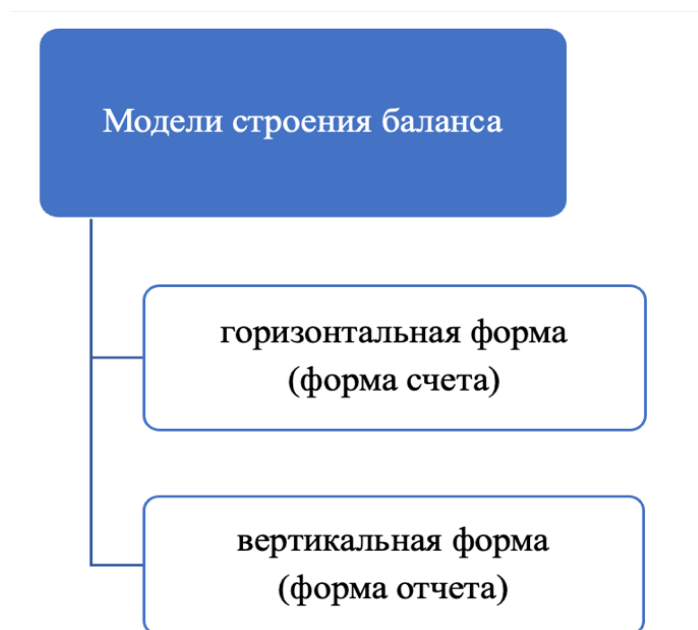 Модели строения баланса
горизонтальная форма
(форма счета)
вертикальная форма
(форма отчета)